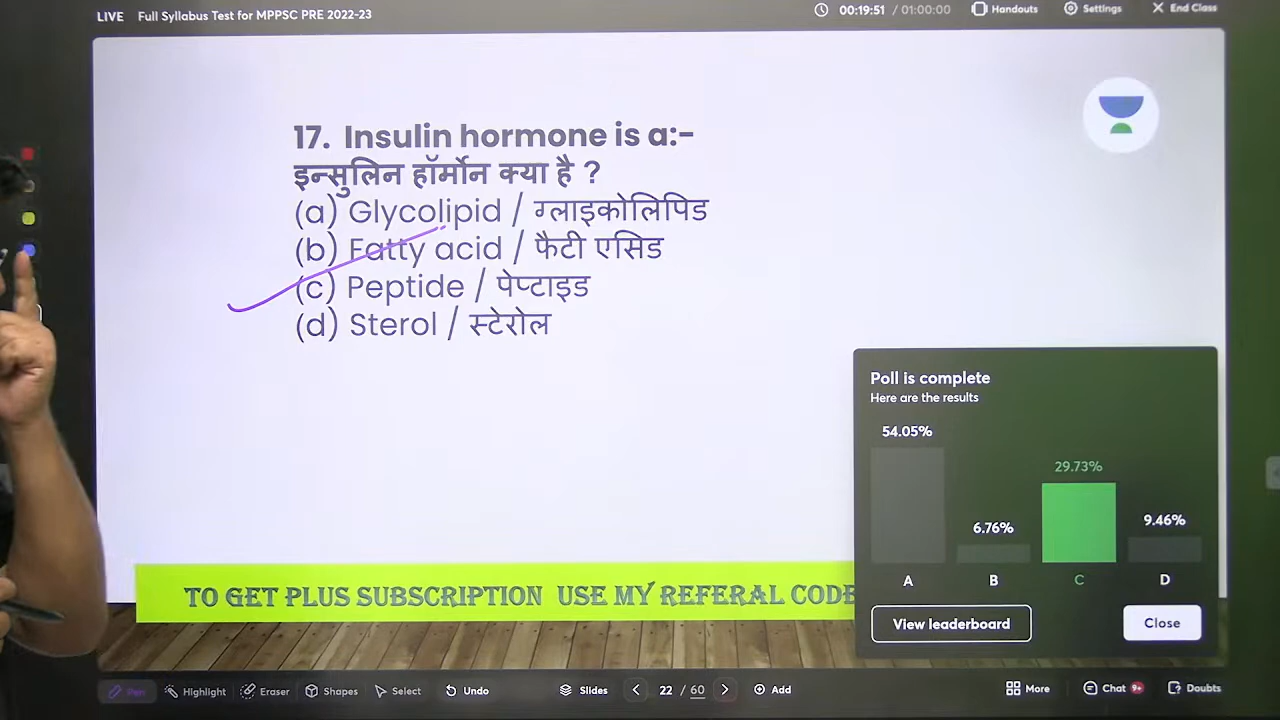 LIVE Full Syllabus Test for MPPSC PRE 2022-23
00:19:51 / 01:00:00 Handouts Settings End Class
17. Insulin hormone is a:-
इन्सुलिन हॉर्मोन क्या है ?
(a) Glycolipid / ग्लाइकोलिपिड
(b) Fatty acid / फैटी एसिड
(c) Peptide / पेप्टाइड
(d) Sterol / स्टेरोल
Poll is complete
Here are the results
54.05%
29.73%
6.76%
9.46%
A B C D
View leaderboard Close
TO GET PLUS SUBSCRIPTION USE MY REFERAL CODE
Pen Highlight Eraser Shapes Select Undo Slides 22 / 60 Add More Chat 9+ Doubts